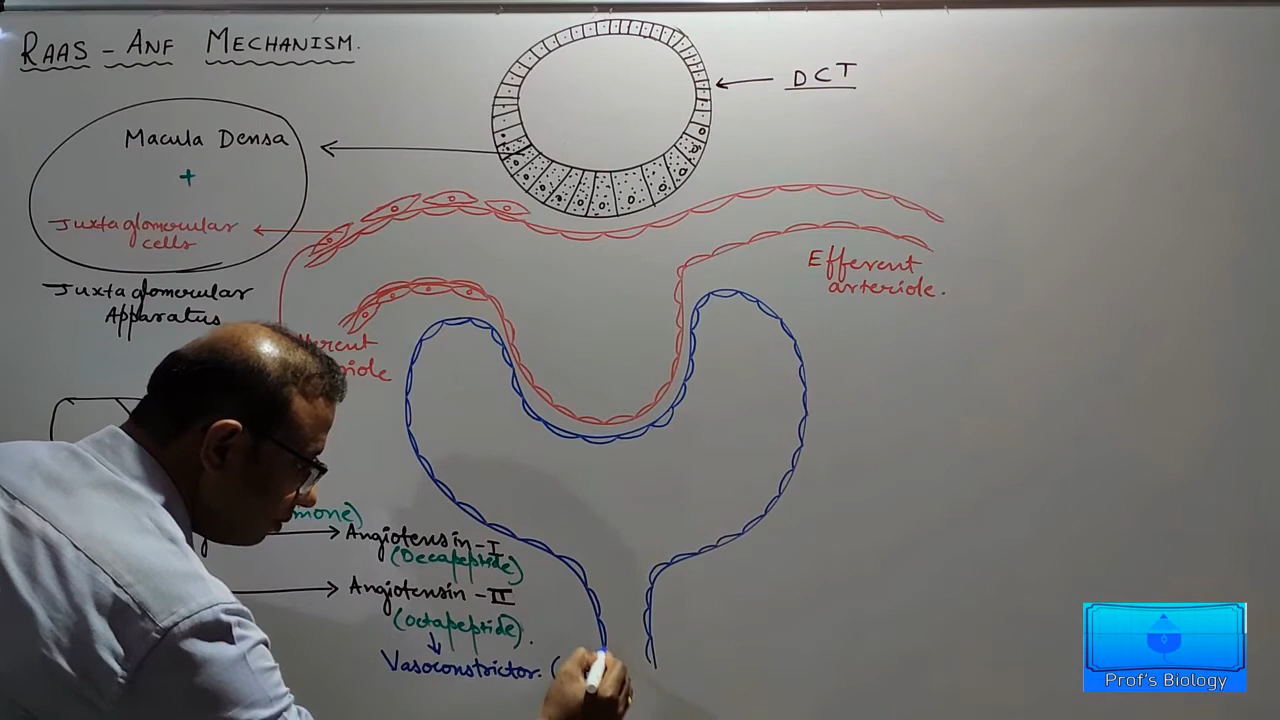 RAAS - ANF MECHANISM.
DCT
Macula Densa
+
Juxtaglomerular
cells
Juxtaglomerular
Apparatus
Efferent
arteriole.
Angiotensin-I
(Decapeptide)
Angiotensin-II
(octapeptide).
Vasoconstrictor. (
Prof's Biology